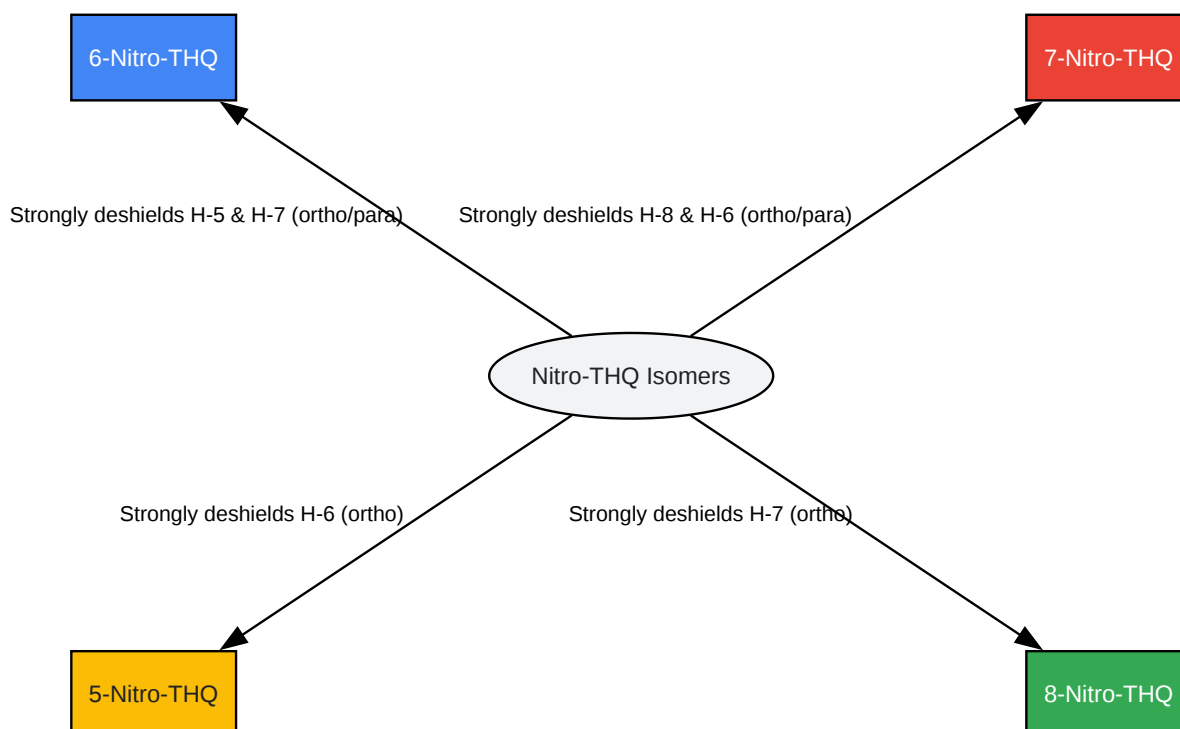 6-Nitro-THQ
7-Nitro-THQ
Strongly deshields H-5 & H-7 (ortho/para)
Strongly deshields H-8 & H-6 (ortho/para)
Nitro-THQ Isomers
Strongly deshields H-6 (ortho)
Strongly deshields H-7 (ortho)
5-Nitro-THQ
8-Nitro-THQ